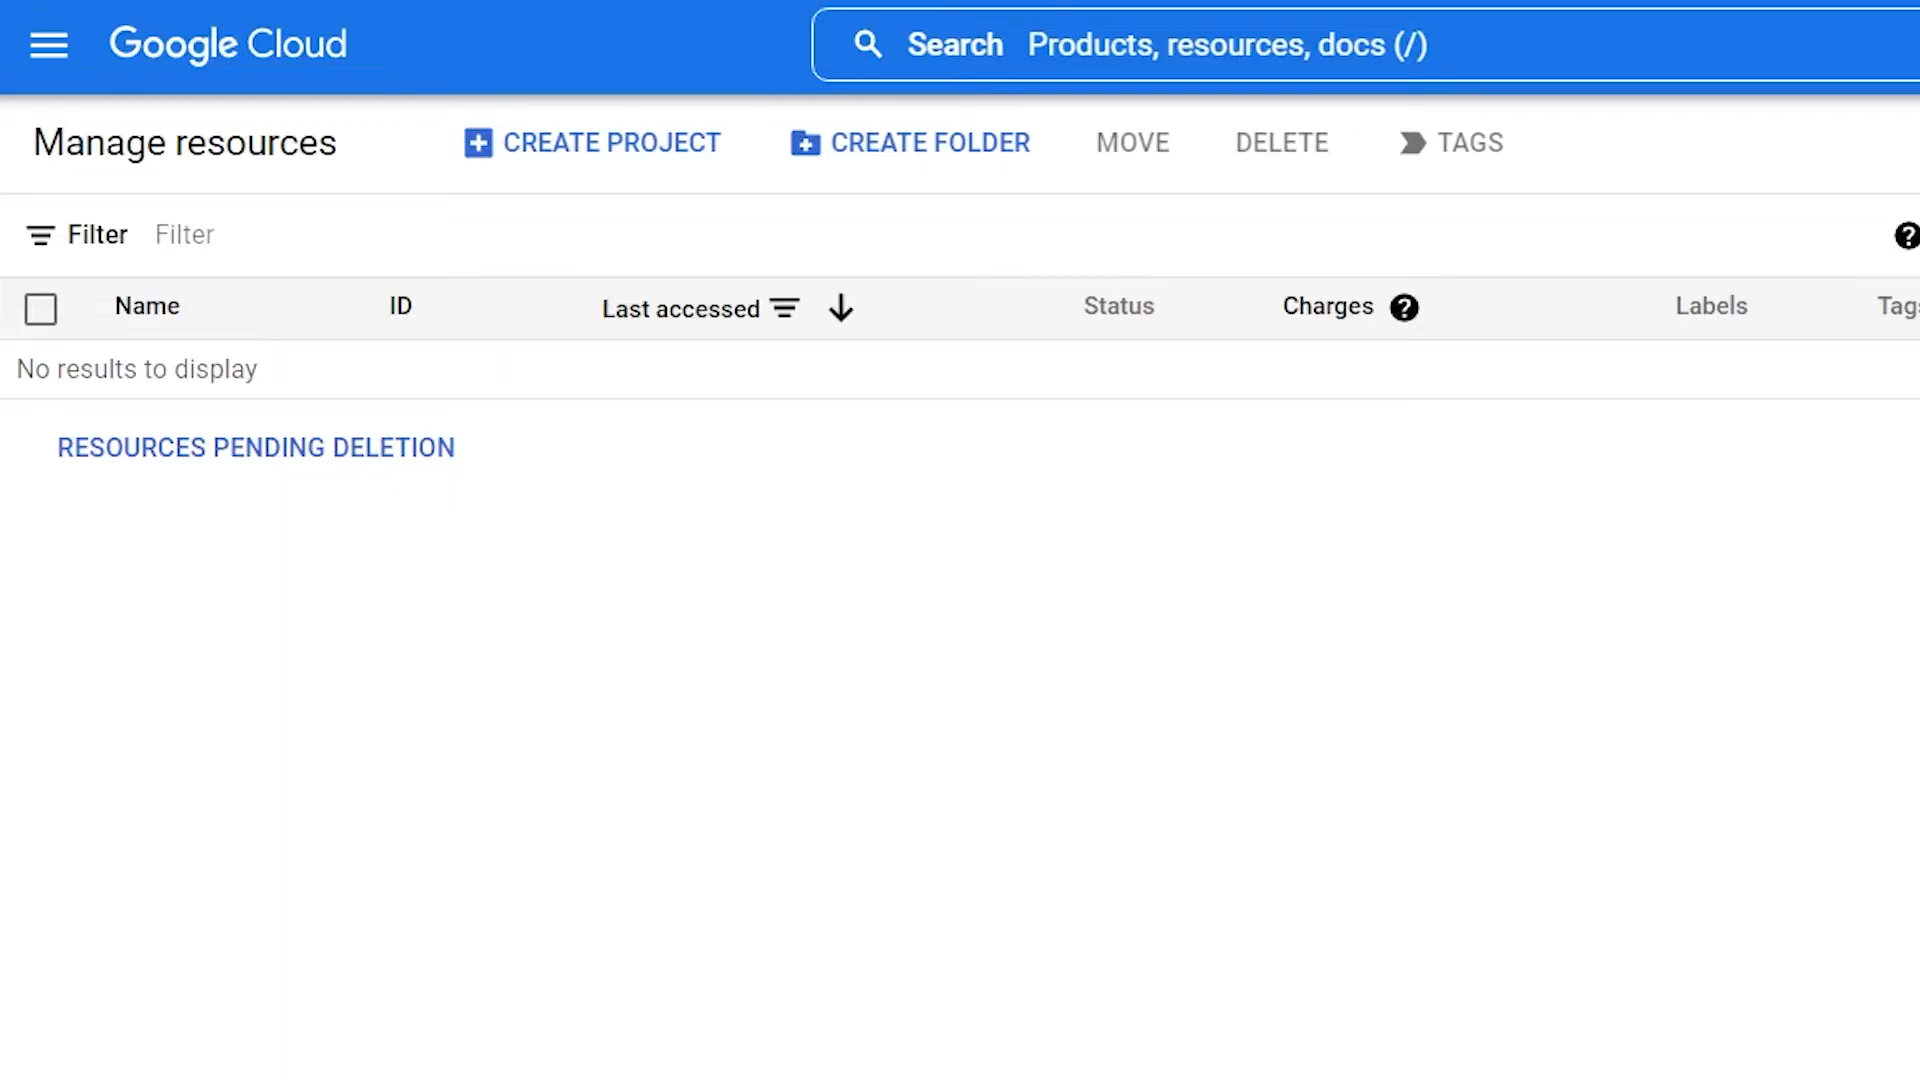 Google Cloud
Search Products, resources, docs (/)
Manage resources
CREATE PROJECT
CREATE FOLDER
MOVE
DELETE
TAGS
Filter Filter
Name ID Last accessed Status Charges Labels
No results to display
RESOURCES PENDING DELETION